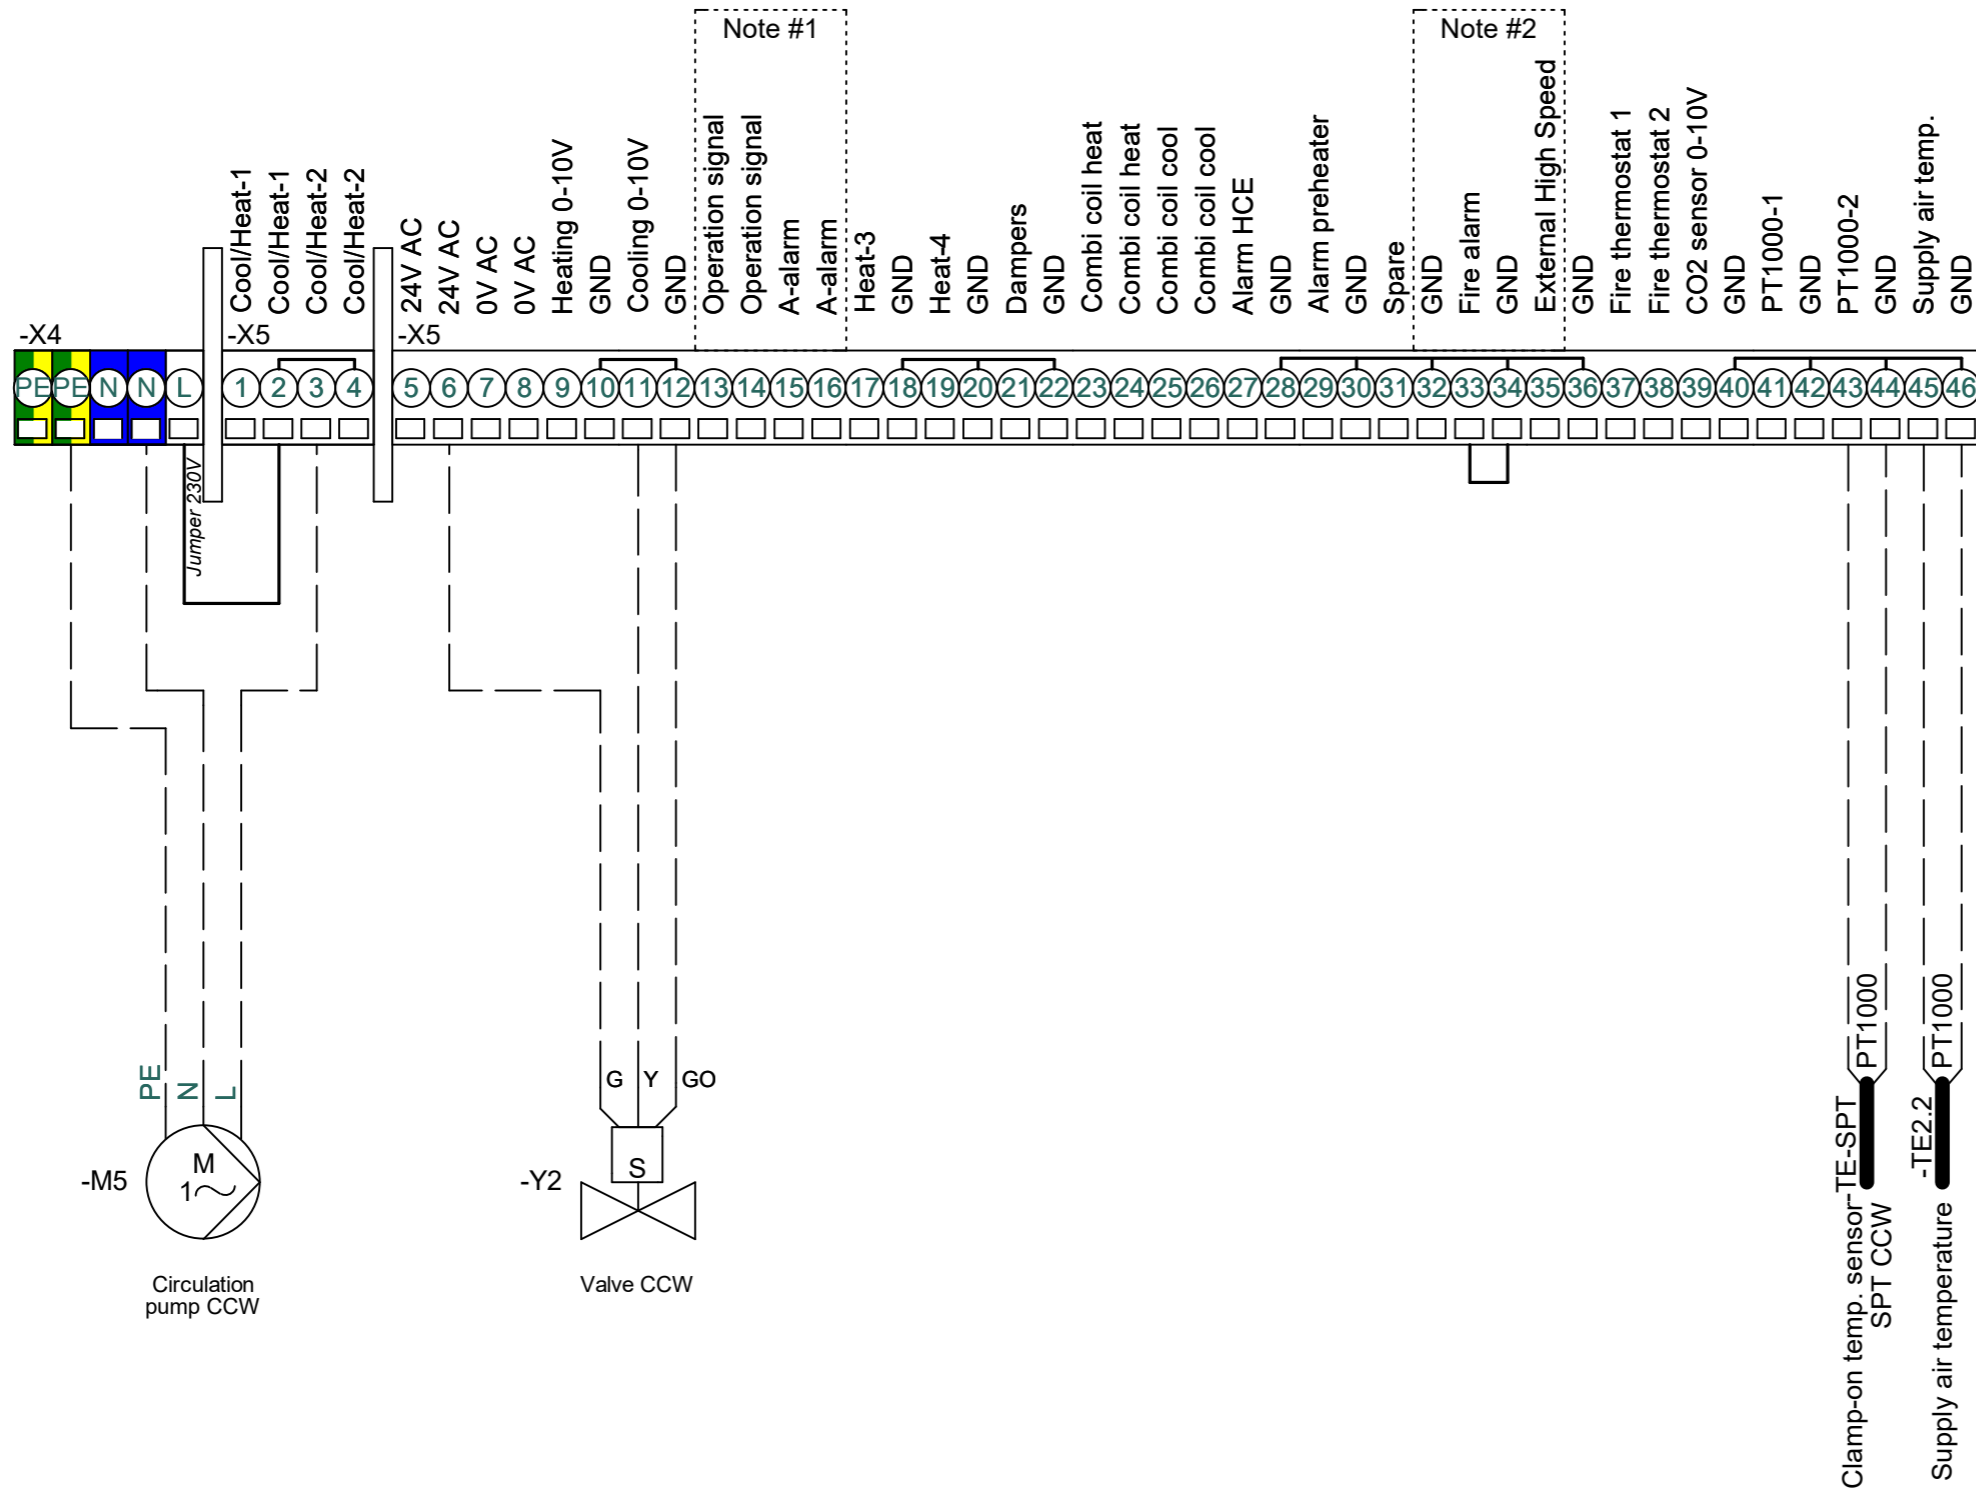 Note #1
Note #2
Cool/Heat-1
Cool/Heat-1
Cool/Heat-2
Cool/Heat-2
24V AC
24V AC
0V AC
0V AC
Heating 0-10V
GND
Cooling 0-10V
GND
Operation signal
Operation signal
A-alarm
A-alarm
Heat-3
GND
Heat-4
GND
Dampers
GND
Combi coil heat
Combi coil heat
Combi coil cool
Combi coil cool
Alarm HCE
GND
Alarm preheater
GND
Spare
GND
Fire alarm
GND
External High Speed
GND
Fire thermostat 1
Fire thermostat 2
CO2 sensor 0-10V
GND
PT1000-1
GND
PT1000-2
GND
Supply air temp.
GND
-X4
-X5
-X5
PE PE N N L 1 2 3 4 5 6 7 8 9 10 11 12 13 14 15 16 17 18 19 20 21 22 23 24 25 26 27 28 29 30 31 32 33 34 35 36 37 38 39 40 41 42 43 44 45 46
Jumper 230V
PE
N
L
G Y GO
PT1000
PT1000
-M5
M
1~
-Y2
S
-TE-SPT
-TE2.2
Circulation
pump CCW
Valve CCW
Clamp-on temp. sensor
SPT CCW
Supply air temperature